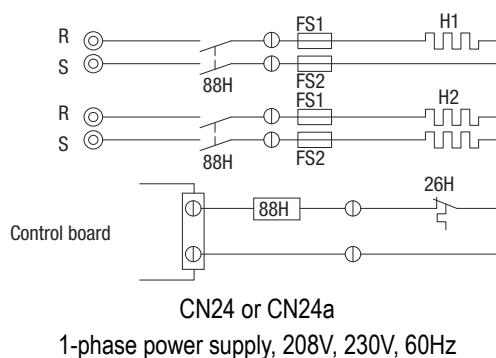 FS1
H1
R
S
FS2
88H
FS1
H2
R
S
FS2
88H
26H
88H
Control board
CN24 or CN24a
1-phase power supply, 208V, 230V, 60Hz